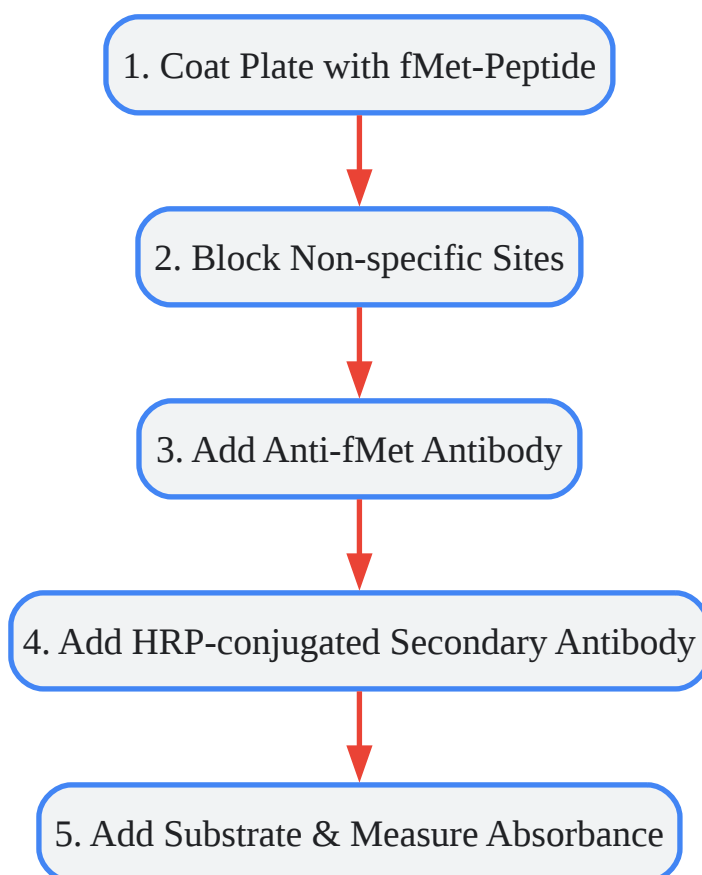 1. Coat Plate with fMet-Peptide
2. Block Non-specific Sites
3. Add Anti-fMet Antibody
4. Add HRP-conjugated Secondary Antibody
5. Add Substrate & Measure Absorbance